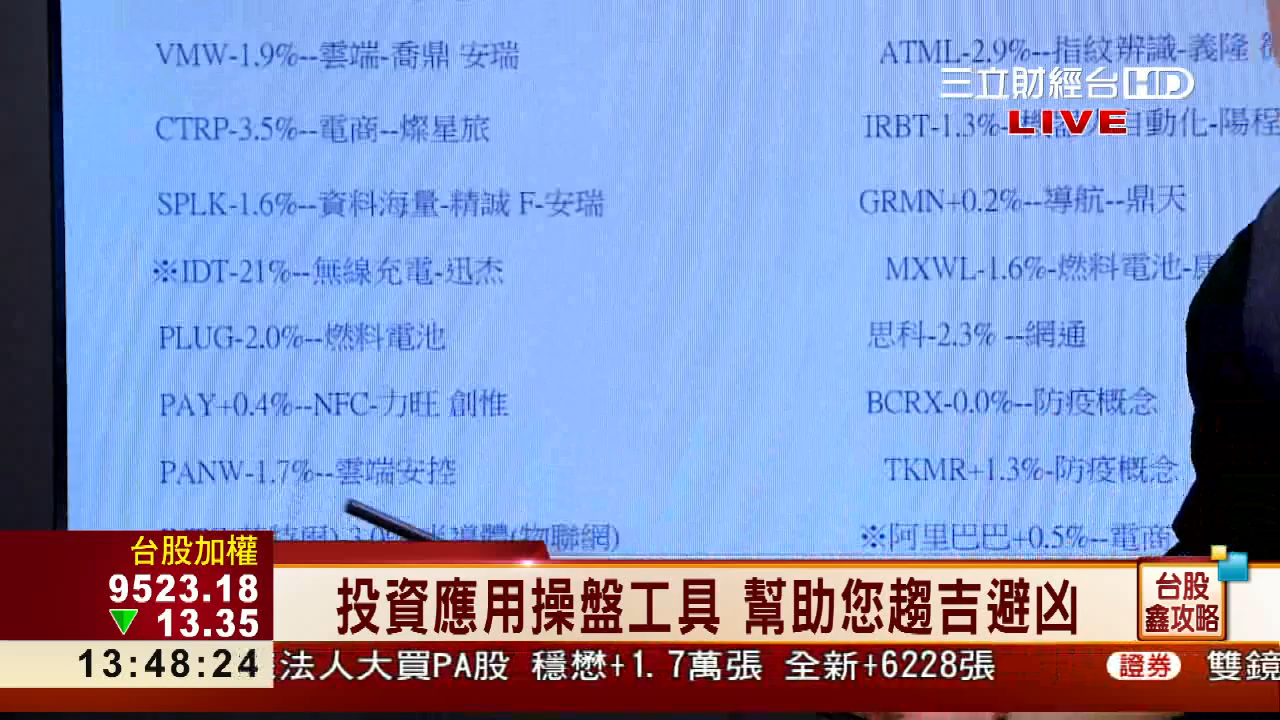 VMW-1.9%--雲端-喬鼎 安瑞
CTRP-3.5%--電商--燦星旅
SPLK-1.6%--資料海量-精誠 F-安瑞
※IDT-21%--無線充電-迅杰
PLUG-2.0%--燃料電池
PAY+0.4%--NFC-力旺 創惟
PANW-1.7%--雲端安控
半導體(物聯網)
ATML-2.9%--指紋辨識-義隆
三立財經台HD
LIVE
IRBT-1.3%- 自動化-陽程
GRMN+0.2%--導航--鼎天
MXWL-1.6%-燃料電池-康
思科-2.3% --網通
BCRX-0.0%--防疫概念
TKMR+1.3%-防疫概念
※阿里巴巴+0.5%--電商
台股加權
9523.18
▼ 13.35
13:48:24
投資應用操盤工具 幫助您趨吉避凶
台股
鑫攻略
法人大買PA股 穩懋+1.7萬張 全新+6228張
證券 雙鏡